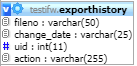 testifw.exporthistory
fileno : varchar(50)
change_date : varchar(25)
# uid : int(11)
action : varchar(255)